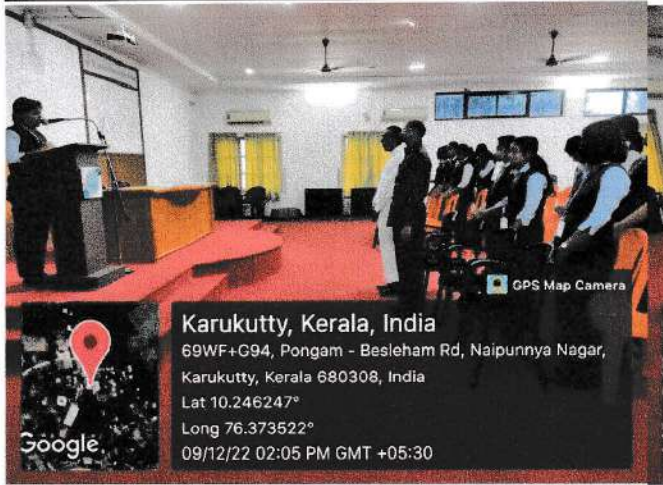 GPS Map Camera
Karukutty, Kerala, India
69WF+G94, Pongam - Besleham Rd, Naipunnya Nagar,
Karukutty, Kerala 680308, India
Lat 10.246247°
Long 76.373522°
09/12/22 02:05 PM GMT +05:30
Google